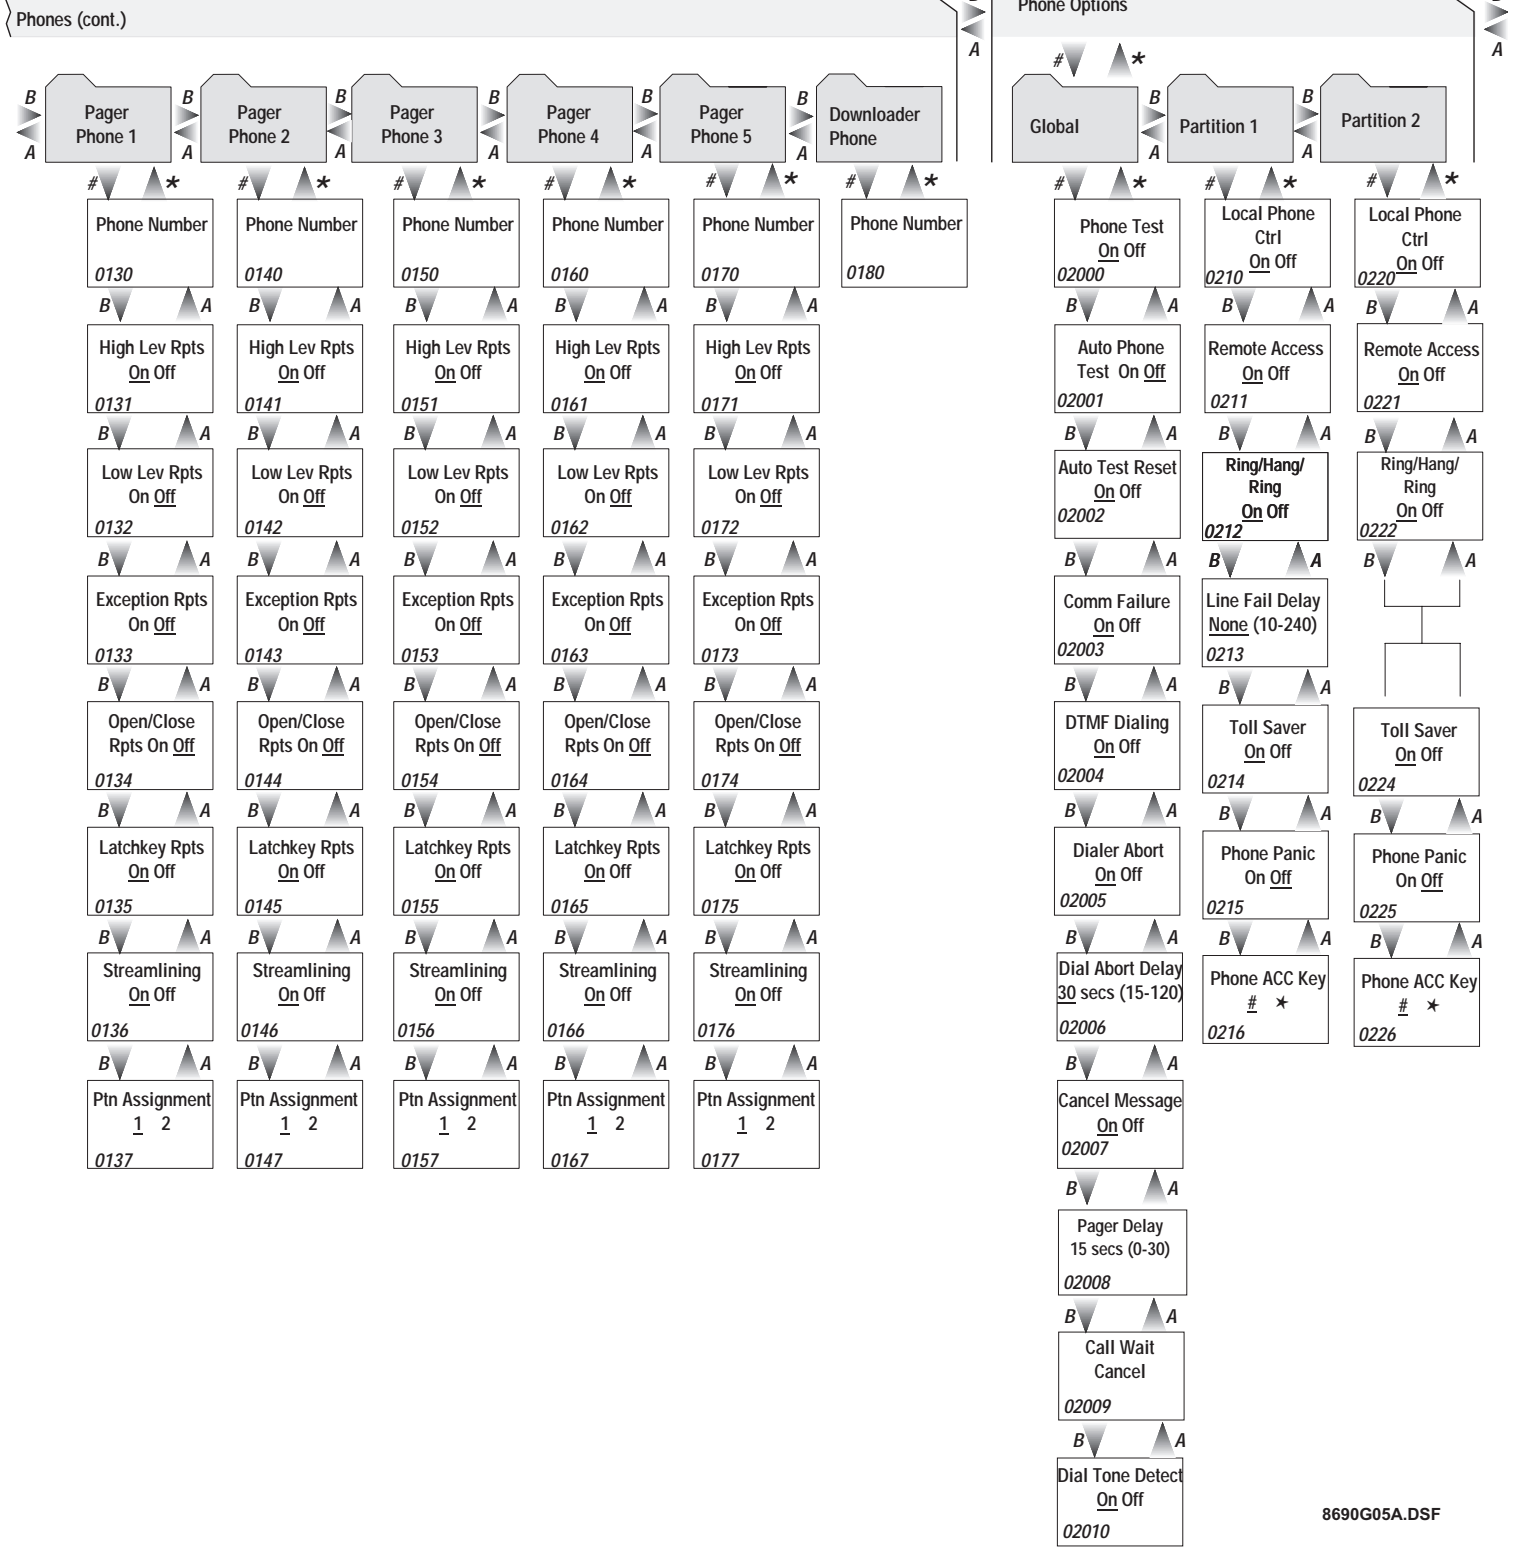 Phones (cont.)
Phone Options
B A
Pager Phone 1
B A
Pager Phone 2
B A
Pager Phone 3
B A
Pager Phone 4
B A
Pager Phone 5
B A
Downloader Phone
B A
# *
Phone Number
0130
B A
High Lev Rpts
On Off
0131
B A
Low Lev Rpts
On Off
0132
B A
Exception Rpts
On Off
0133
B A
Open/Close
Rpts On Off
0134
B A
Latchkey Rpts
On Off
0135
B A
Streamlining
On Off
0136
B A
Ptn Assignment
1 2
0137
# *
Phone Number
0140
B A
High Lev Rpts
On Off
0141
B A
Low Lev Rpts
On Off
0142
B A
Exception Rpts
On Off
0143
B A
Open/Close
Rpts On Off
0144
B A
Latchkey Rpts
On Off
0145
B A
Streamlining
On Off
0146
B A
Ptn Assignment
1 2
0147
# *
Phone Number
0150
B A
High Lev Rpts
On Off
0151
B A
Low Lev Rpts
On Off
0152
B A
Exception Rpts
On Off
0153
B A
Open/Close
Rpts On Off
0154
B A
Latchkey Rpts
On Off
0155
B A
Streamlining
On Off
0156
B A
Ptn Assignment
1 2
0157
# *
Phone Number
0160
B A
High Lev Rpts
On Off
0161
B A
Low Lev Rpts
On Off
0162
B A
Exception Rpts
On Off
0163
B A
Open/Close
Rpts On Off
0164
B A
Latchkey Rpts
On Off
0165
B A
Streamlining
On Off
0166
B A
Ptn Assignment
1 2
0167
# *
Phone Number
0170
B A
High Lev Rpts
On Off
0171
B A
Low Lev Rpts
On Off
0172
B A
Exception Rpts
On Off
0173
B A
Open/Close
Rpts On Off
0174
B A
Latchkey Rpts
On Off
0175
B A
Streamlining
On Off
0176
B A
Ptn Assignment
1 2
0177
# *
Phone Number
0180
# *
Global
B A
Partition 1
B A
Partition 2
A
# *
Phone Test
On Off
02000
B A
Auto Phone
Test On Off
02001
B A
Auto Test Reset
On Off
02002
B A
Comm Failure
On Off
02003
B A
DTMF Dialing
On Off
02004
B A
Dialer Abort
On Off
02005
B A
Dial Abort Delay
30 secs (15-120)
02006
B A
Cancel Message
On Off
02007
B A
Pager Delay
15 secs (0-30)
02008
B A
Call Wait
Cancel
02009
B A
Dial Tone Detect
On Off
02010
# *
Local Phone
Ctrl
On Off
0210
B A
Remote Access
On Off
0211
B A
Ring/Hang/
Ring
On Off
0212
B A
Line Fail Delay
None (10-240)
0213
B A
Toll Saver
On Off
0214
B A
Phone Panic
On Off
0215
B A
Phone ACC Key
# *
0216
# *
Local Phone
Ctrl
On Off
0220
B A
Remote Access
On Off
0221
B A
Ring/Hang/
Ring
On Off
0222
B A
Toll Saver
On Off
0224
B A
Phone Panic
On Off
0225
B A
Phone ACC Key
# *
0226
8690G05A.DSF